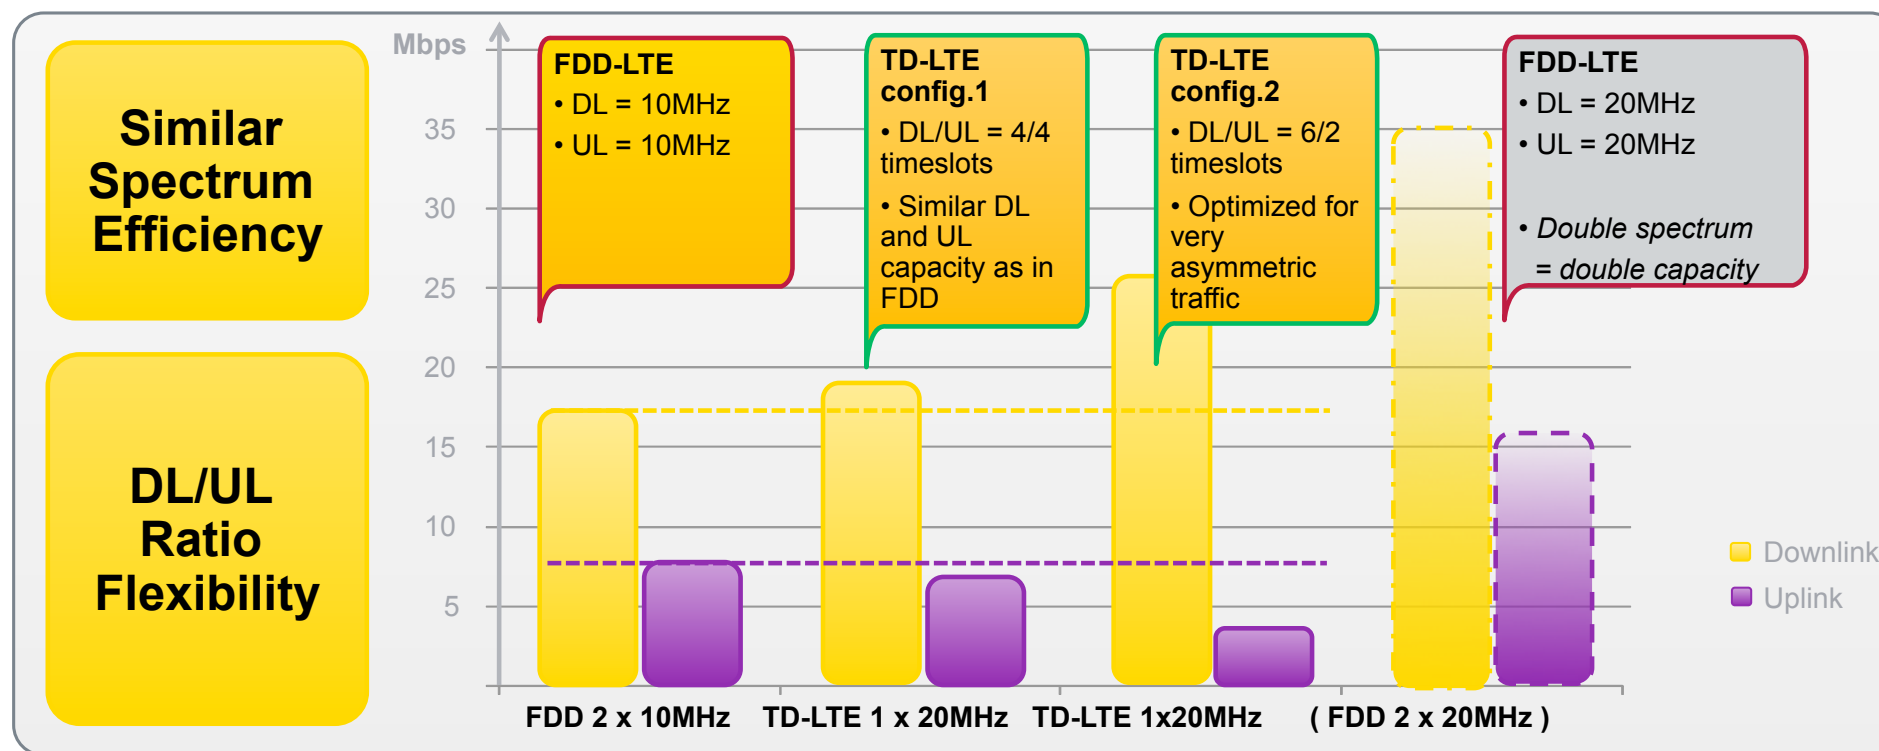 Similar
Spectrum
Efficiency
DL/UL
Ratio
Flexibility
Mbps
35
30
25
20
15
10
5
FDD-LTE
• DL = 10MHz
• UL = 10MHz
TD-LTE
config.1
• DL/UL = 4/4
timeslots
• Similar DL
and UL
capacity as in
FDD
TD-LTE
config.2
• DL/UL = 6/2
timeslots
• Optimized for
very
asymmetric
traffic
FDD-LTE
• DL = 20MHz
• UL = 20MHz
• Double spectrum
= double capacity
Downlink
Uplink
FDD 2 x 10MHz
TD-LTE 1 x 20MHz
TD-LTE 1x20MHz
( FDD 2 x 20MHz )